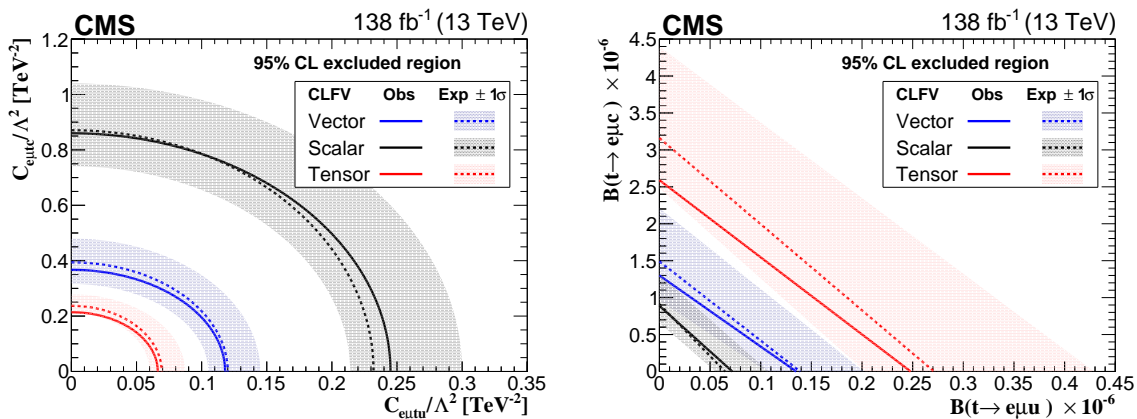 CMS 138 fb⁻¹ (13 TeV)
C_eμtc/Λ² [TeV⁻²]
1.2
1
0.8
0.6
0.4
0.2
0
95% CL excluded region
CLFV Obs Exp ± 1σ
Vector
Scalar
Tensor
0 0.05 0.1 0.15 0.2 0.25 0.3 0.35
C_eμtu/Λ² [TeV⁻²]
CMS 138 fb⁻¹ (13 TeV)
B(t→ eμc) ×10⁻⁶
4.5
4
3.5
3
2.5
2
1.5
1
0.5
0
95% CL excluded region
CLFV Obs Exp ± 1σ
Vector
Scalar
Tensor
0 0.05 0.1 0.15 0.2 0.25 0.3 0.35 0.4 0.45
B(t→ eμu) ×10⁻⁶